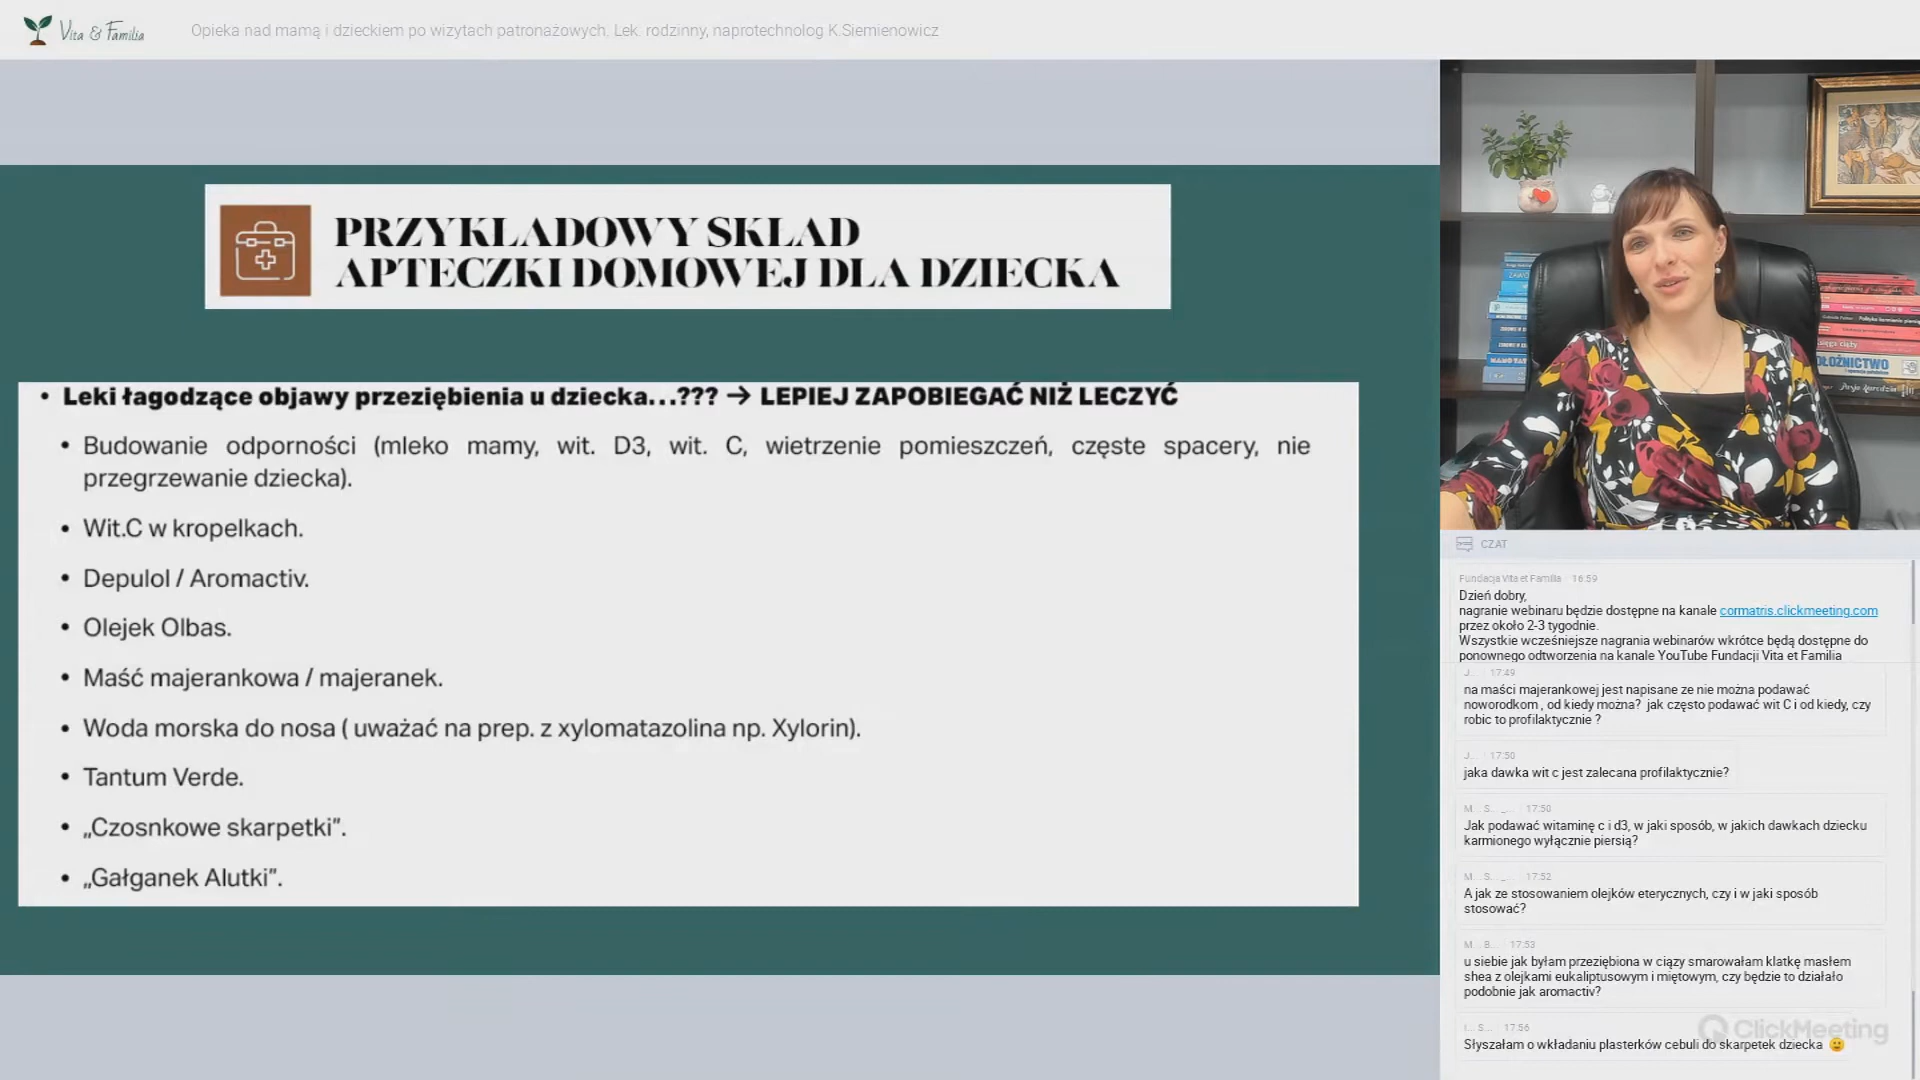 Vita & Familia
Opieka nad mamą i dzieckiem po wizytach patronażowych. Lek. rodzinny, naprotechnolog K.Siemienowicz
PRZYKŁADOWY SKŁAD
APTECZKI DOMOWEJ DLA DZIECKA
• Leki łagodzące objawy przeziębienia u dziecka...??? → LEPIEJ ZAPOBIEGAĆ NIŻ LECZYĆ
• Budowanie odporności (mleko mamy, wit. D3, wit. C, wietrzenie pomieszczeń, częste spacery, nie
przegrzewanie dziecka).
• Wit.C w kropelkach.
• Depulol / Aromactiv.
• Olejek Olbas.
• Maść majerankowa / majeranek.
• Woda morska do nosa ( uważać na prep. z xylomatazolina np. Xylorin).
• Tantum Verde.
• „Czosnkowe skarpetki”.
• „Gałganek Alutki”.
CZAT
Fundacja Vita et Familia 16:59
Dzień dobry,
nagranie webinaru będzie dostępne na kanale cormatris.clickmeeting.com
przez około 2-3 tygodnie.
Wszystkie wcześniejsze nagrania webinarów wkrótce będą dostępne do
ponownego odtworzenia na kanale YouTube Fundacji Vita et Familia
J... 17:49
na maści majerankowej jest napisane ze nie można podawać
noworodkom , od kiedy można? jak często podawać wit C i od kiedy, czy
robic to profilaktycznie ?
J... 17:50
jaka dawka wit c jest zalecana profilaktycznie?
M... S... _... 17:50
Jak podawać witaminę c i d3, w jaki sposób, w jakich dawkach dziecku
karmionego wyłącznie piersią?
M... S... _... 17:52
A jak ze stosowaniem olejków eterycznych, czy i w jaki sposób
stosować?
M... B... 17:53
u siebie jak byłam przeziębiona w ciązy smarowałam klatkę masłem
shea z olejkami eukaliptusowym i miętowym, czy będzie to działało
podobnie jak aromactiv?
I... S... 17:56
Słyszałam o wkładaniu plasterków cebuli do skarpetek dziecka 🙂
ClickMeeting